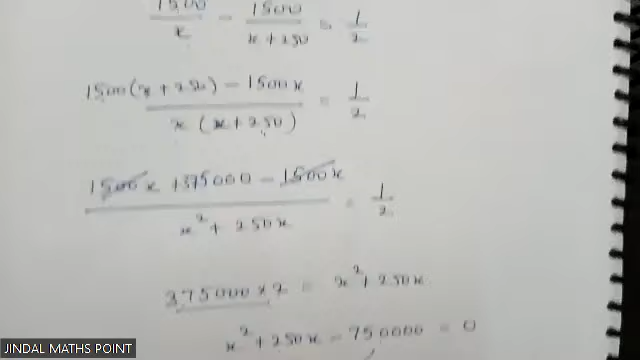 1500/x - 1500/x+250 = 1/2
1500(x+250) - 1500x / x(x+250) = 1/2
1500x + 375000 - 1500x / x² + 250x = 1/2
375000 x 2 = x² + 250x
x² + 250x - 750000 = 0
JINDAL MATHS POINT